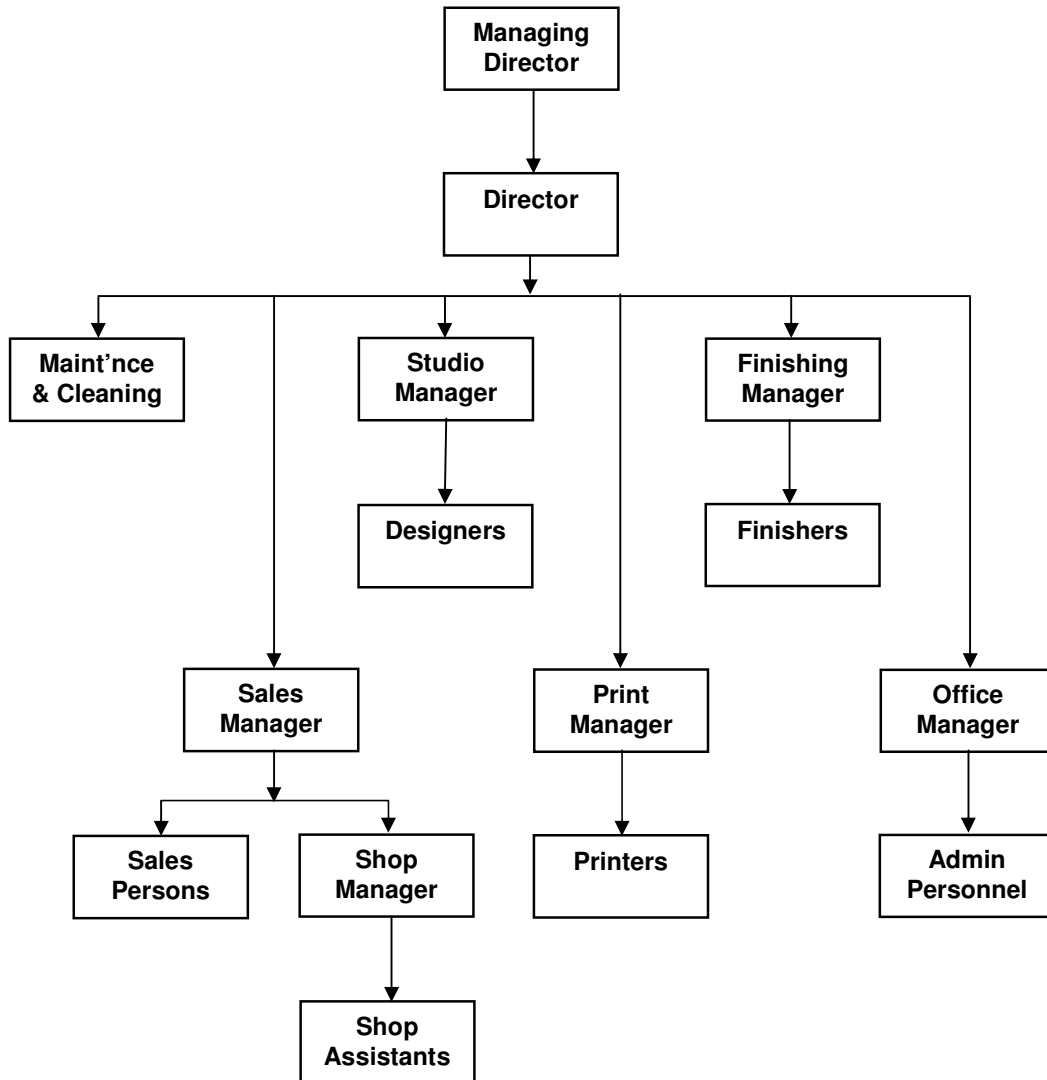 Managing
Director
Director
Maint'nce
& Cleaning
Studio
Manager
Finishing
Manager
Designers
Finishers
Sales
Manager
Print
Manager
Office
Manager
Sales
Persons
Shop
Manager
Printers
Admin
Personnel
Shop
Assistants